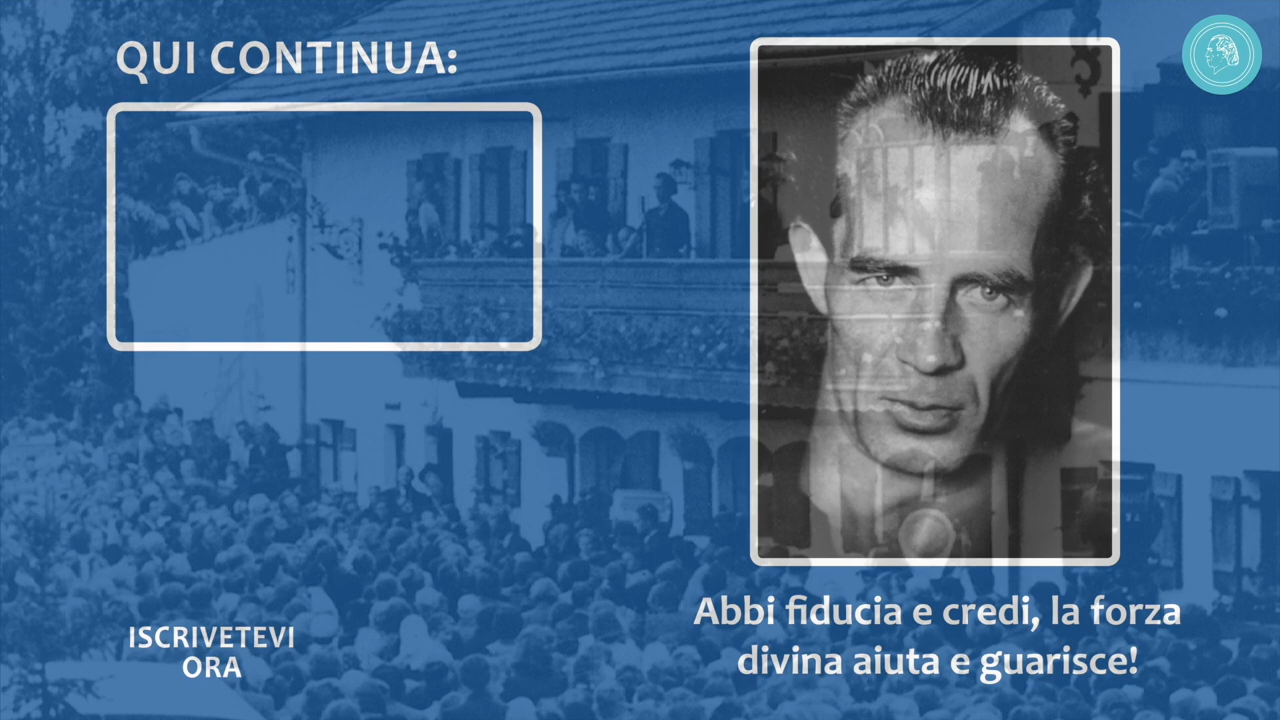 QUI CONTINUA:
Abbi fiducia e credi, la forza
divina aiuta e guarisce!
ISCRIVETEVI
ORA